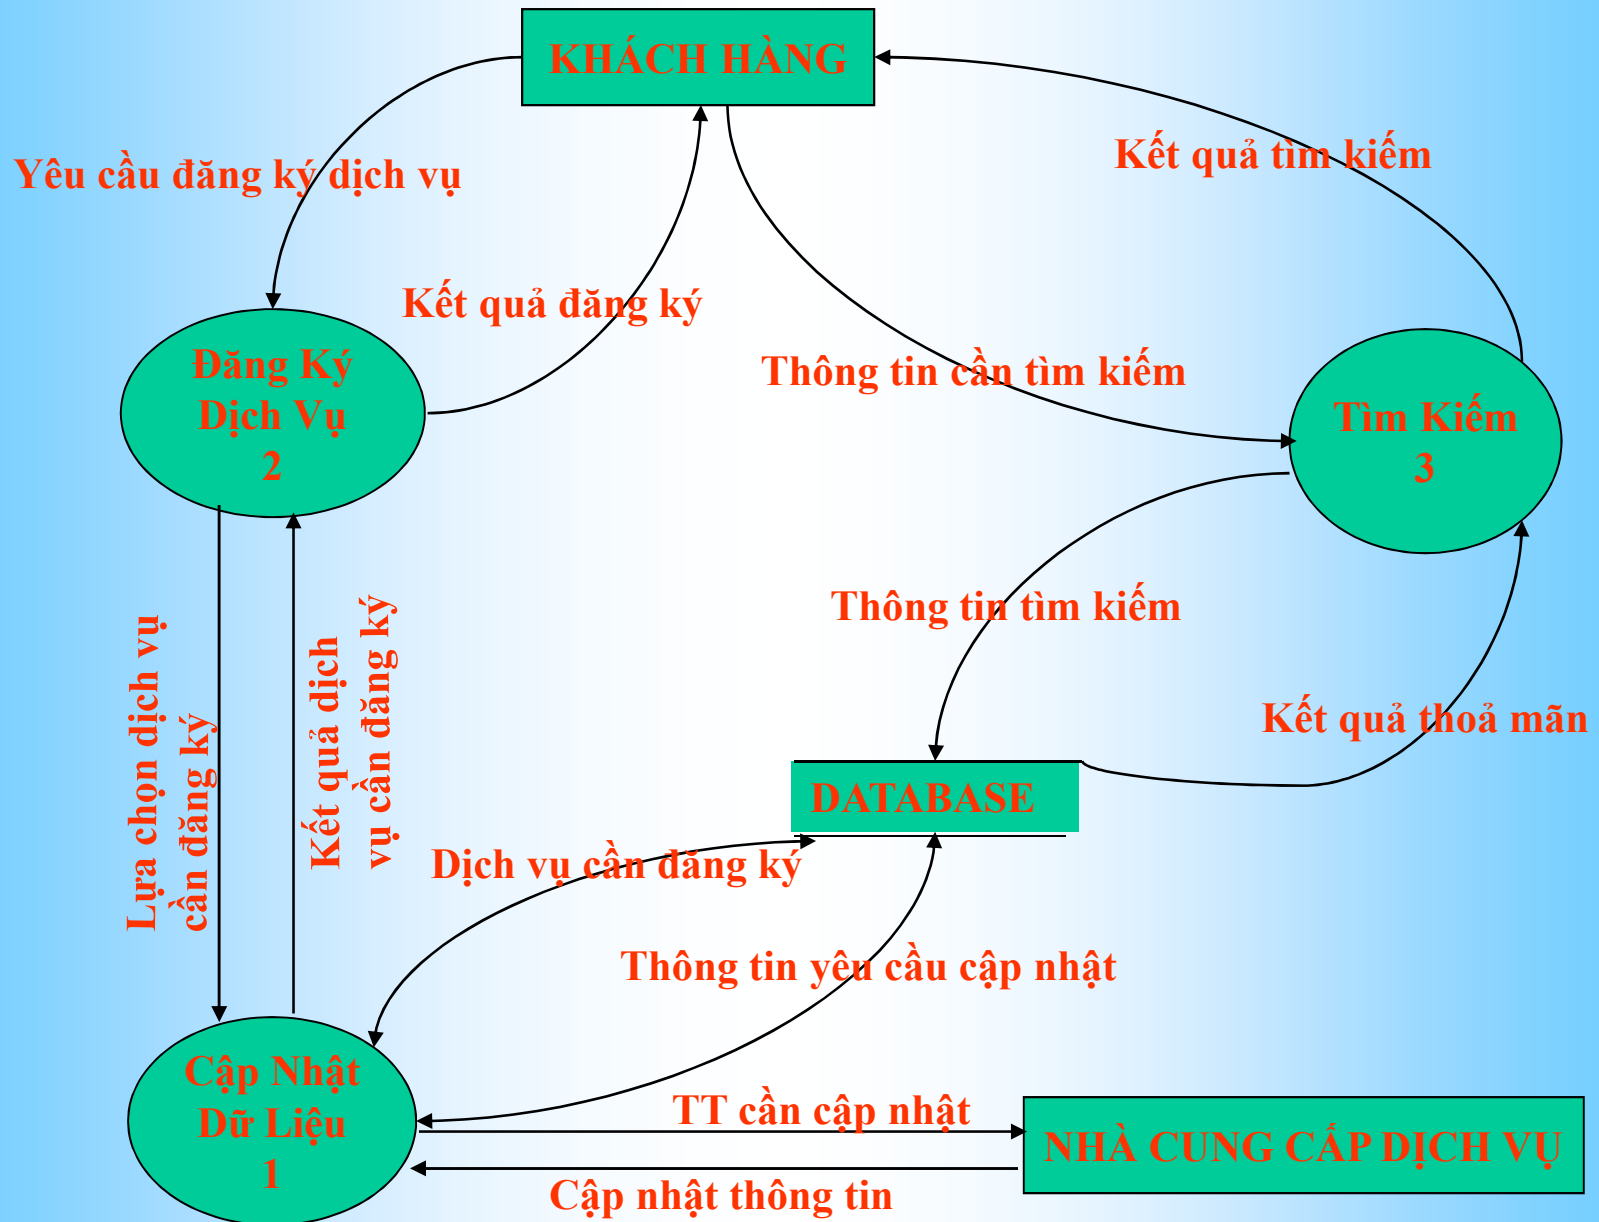 KHÁCH HÀNG
Kết quả tìm kiếm
Yêu cầu đăng ký dịch vụ
Kết quả đăng ký
Đăng Ký
Dịch Vụ
2
Thông tin cần tìm kiếm
Tìm Kiếm
3
Thông tin tìm kiếm
Lựa chọn dịch vụ
cần đăng ký
Kết quả dịch
vụ cần đăng ký
Kết quả thoả mãn
DATABASE
Dịch vụ cần đăng ký
Thông tin yêu cầu cập nhật
Cập Nhật
Dữ Liệu
1
TT cần cập nhật
NHÀ CUNG CẤP DỊCH VỤ
Cập nhật thông tin